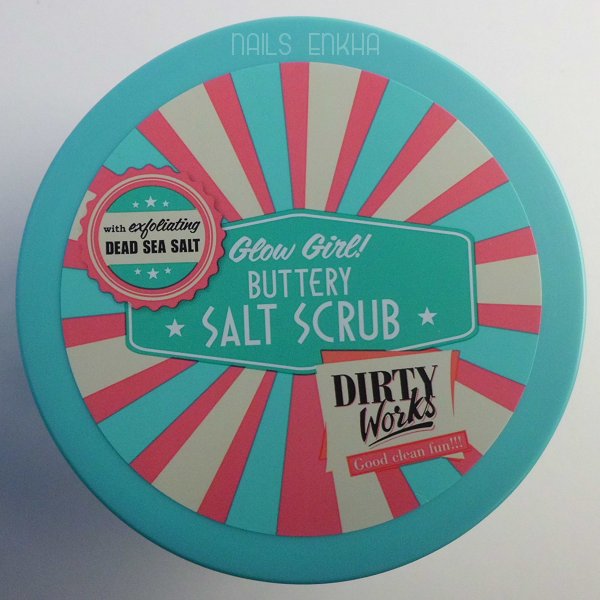 NAILS ENKHA
with exfoliating
DEAD SEA SALT
Glow Girl!
BUTTERY
SALT SCRUB
DIRTY
Works
Good clean fun!!!